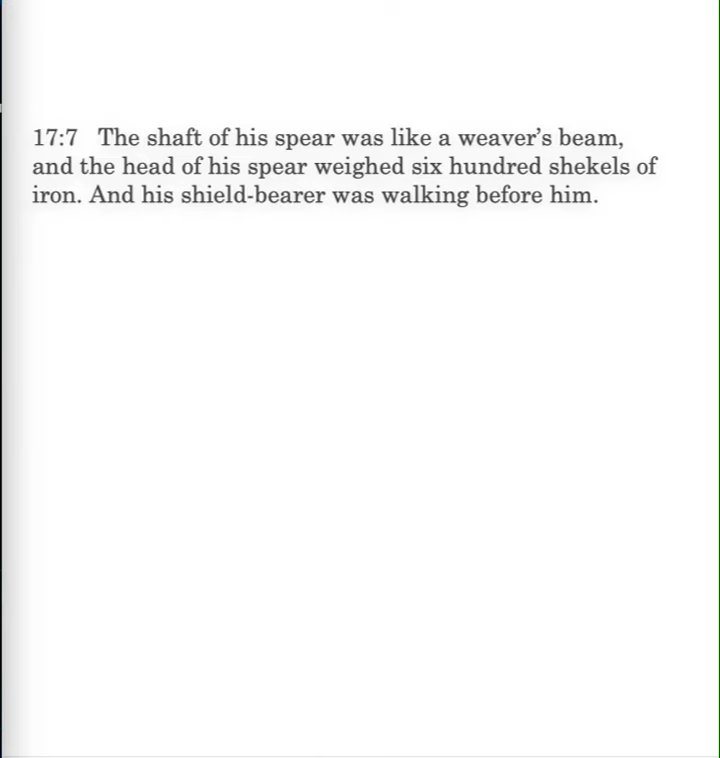 17:7 The shaft of his spear was like a weaver’s beam,
and the head of his spear weighed six hundred shekels of
iron. And his shield-bearer was walking before him.